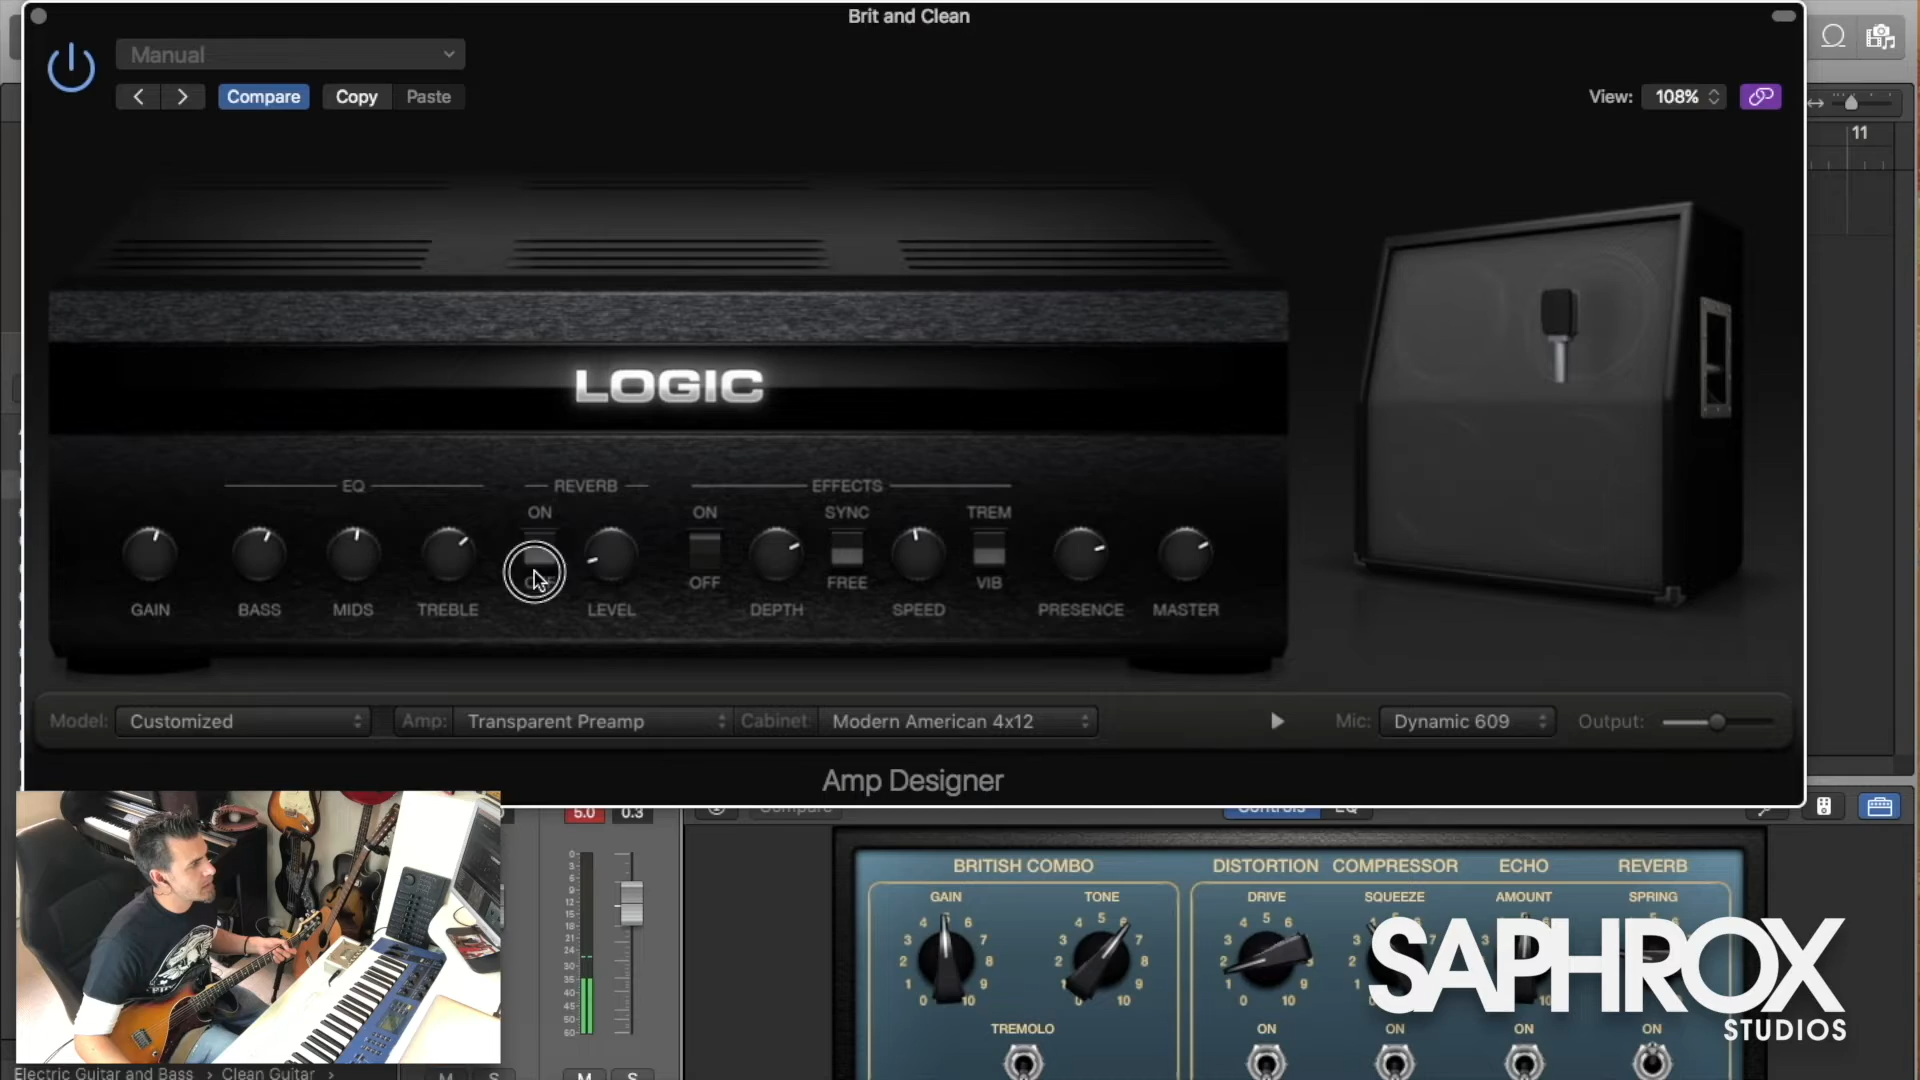 Brit and Clean
Manual
Compare Copy Paste
View: 108%
11
LOGIC
EQ REVERB EFFECTS
ON ON SYNC TREM
OFF FREE VIB
GAIN BASS MIDS TREBLE LEVEL DEPTH SPEED PRESENCE MASTER
Model: Customized Amp: Transparent Preamp Cabinet: Modern American 4x12 Mic: Dynamic 609 Output:
Amp Designer
5.0 0.3 Compare Controls EQ
BRITISH COMBO DISTORTION COMPRESSOR ECHO REVERB
GAIN TONE DRIVE SQUEEZE AMOUNT SPRING
SAPHROX
STUDIOS
TREMOLO ON ON ON ON
Electric Guitar and Bass > Clean Guitar > M S M S